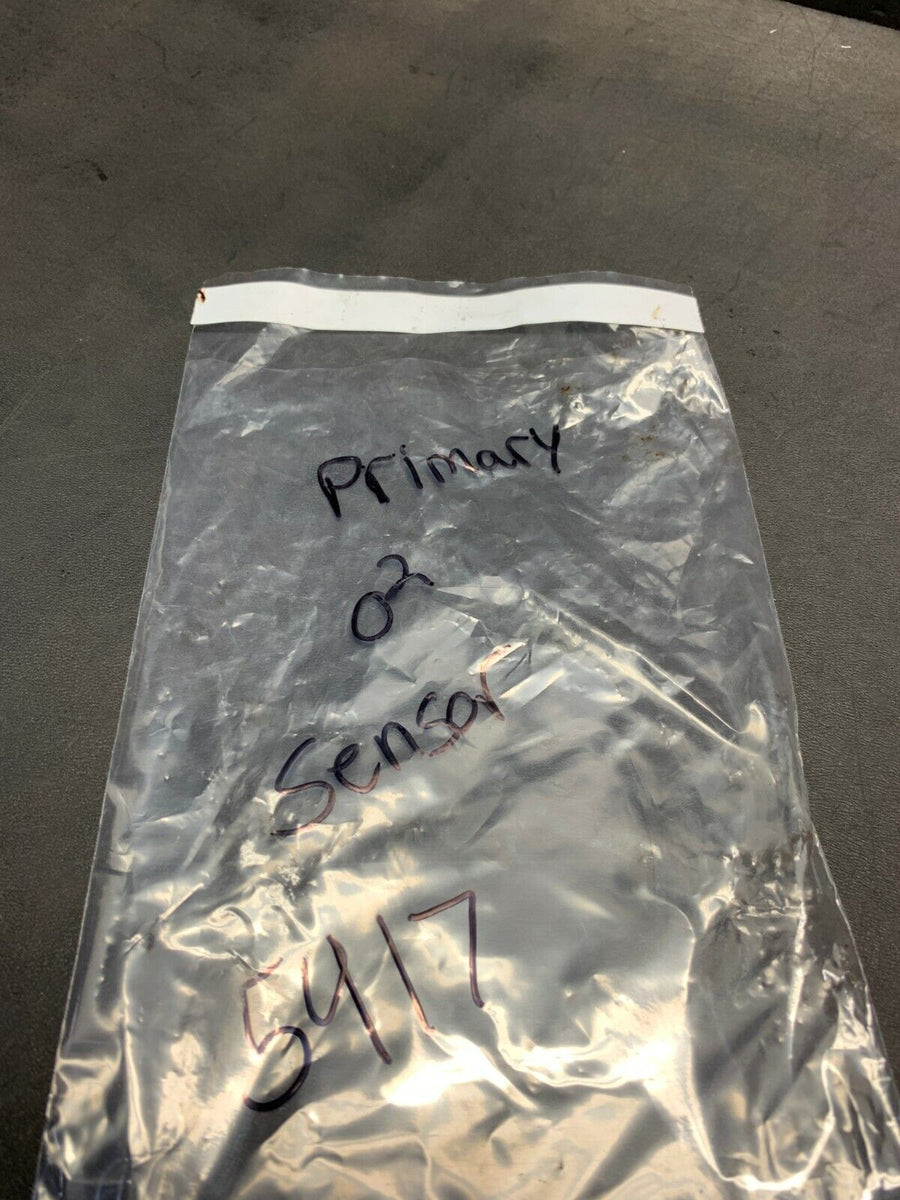 Primary
O2
Sensor
5417